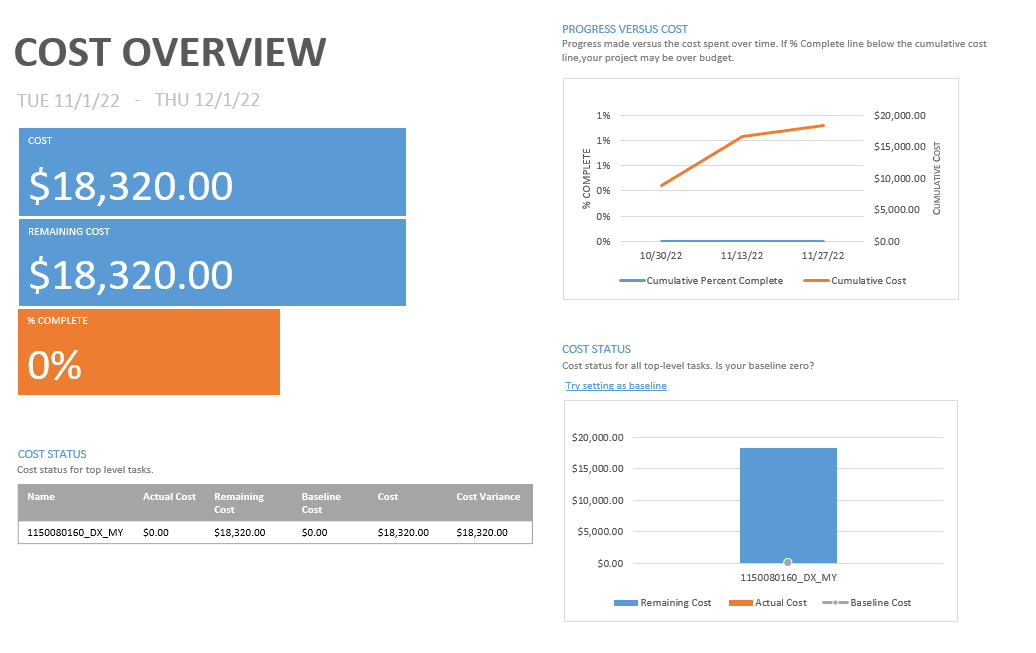 COST OVERVIEW
TUE 11/1/22 - THU 12/1/22
COST
$18,320.00
REMAINING COST
$18,320.00
% COMPLETE
0%
COST STATUS
Cost status for top level tasks.
Name Actual Cost Remaining Cost Baseline Cost Cost Cost Variance
1150080160_DX_MY $0.00 $18,320.00 $0.00 $18,320.00 $18,320.00
PROGRESS VERSUS COST
Progress made versus the cost spent over time. If % Complete line below the cumulative cost
line,your project may be over budget.
% COMPLETE
1%
1%
1%
0%
0%
0%
$20,000.00
$15,000.00
$10,000.00
$5,000.00
$0.00
CUMULATIVE COST
10/30/22 11/13/22 11/27/22
Cumulative Percent Complete Cumulative Cost
COST STATUS
Cost status for all top-level tasks. Is your baseline zero?
Try setting as baseline
$20,000.00
$15,000.00
$10,000.00
$5,000.00
$0.00
1150080160_DX_MY
Remaining Cost Actual Cost Baseline Cost